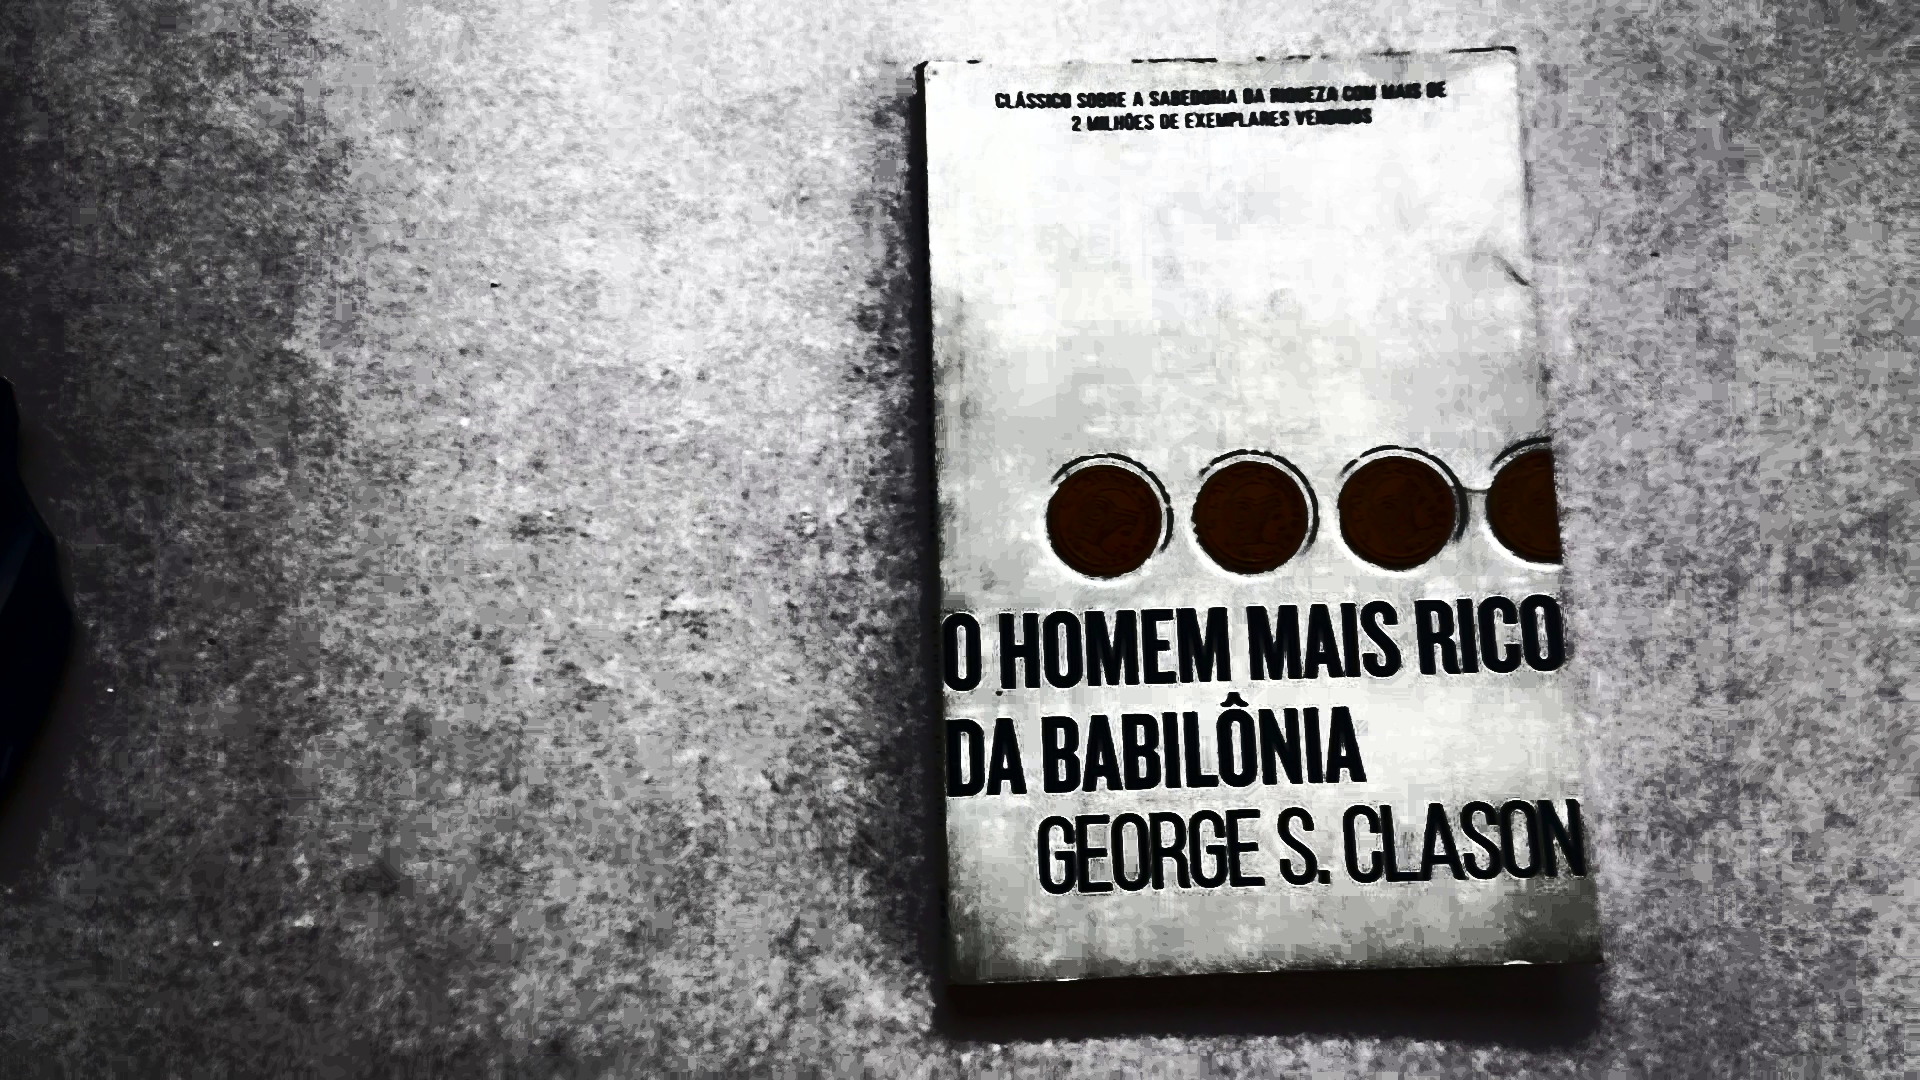 CLÁSSICO SOBRE A SABEDORIA DA RIQUEZA COM MAIS DE
2 MILHÕES DE EXEMPLARES VENDIDOS
O HOMEM MAIS RICO
DA BABILÔNIA
GEORGE S. CLASON